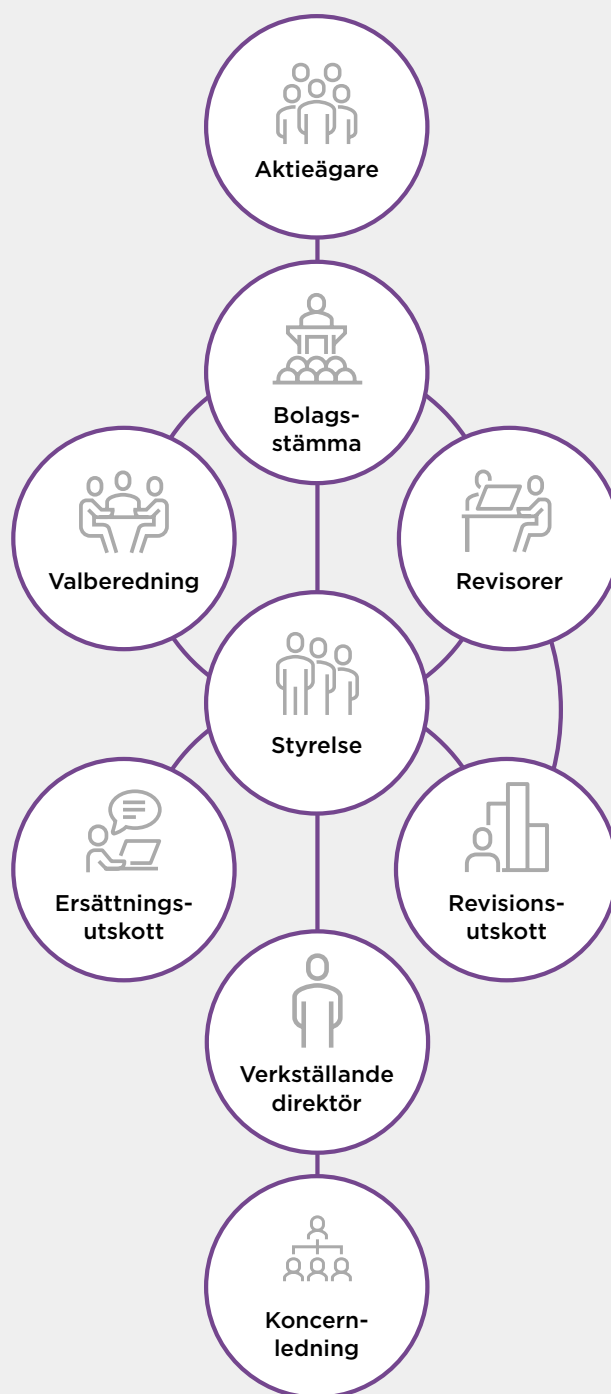 Aktieägare
Bolags-
stämma
Valberedning
Revisorer
Styrelse
Ersättnings-
utskott
Revisions-
utskott
Verkställande
direktör
Koncern-
ledning